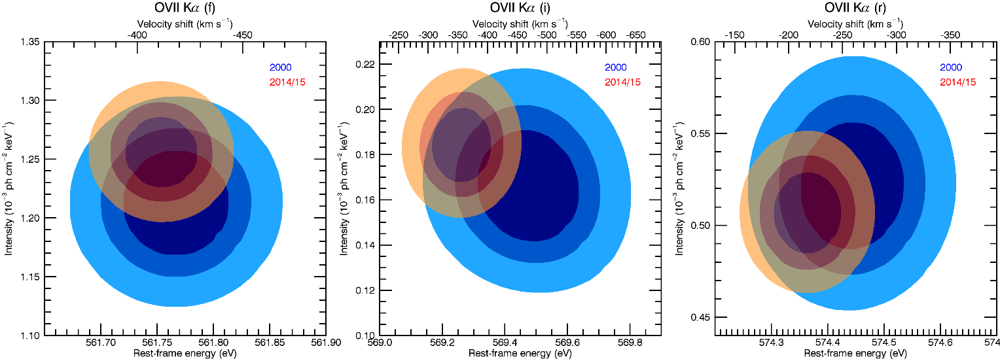 OVII Kα (f)
Velocity shift (km s⁻¹)
-400 -450
1.35
1.30
1.25
1.20
1.15
1.10
Intensity (10⁻³ ph cm⁻² keV⁻¹)
2000
2014/15
561.70 561.75 561.80 561.85 561.90
Rest-frame energy (eV)
OVII Kα (i)
Velocity shift (km s⁻¹)
-250 -300 -350 -400 -450 -500 -550 -600 -650
0.22
0.20
0.18
0.16
0.14
0.12
0.10
Intensity (10⁻³ ph cm⁻² keV⁻¹)
2000
2014/15
569.0 569.2 569.4 569.6 569.8
Rest-frame energy (eV)
OVII Kα (r)
Velocity shift (km s⁻¹)
-150 -200 -250 -300 -350
0.60
0.55
0.50
0.45
Intensity (10⁻³ ph cm⁻² keV⁻¹)
2000
2014/15
574.3 574.4 574.5 574.6 574
Rest-frame energy (eV)